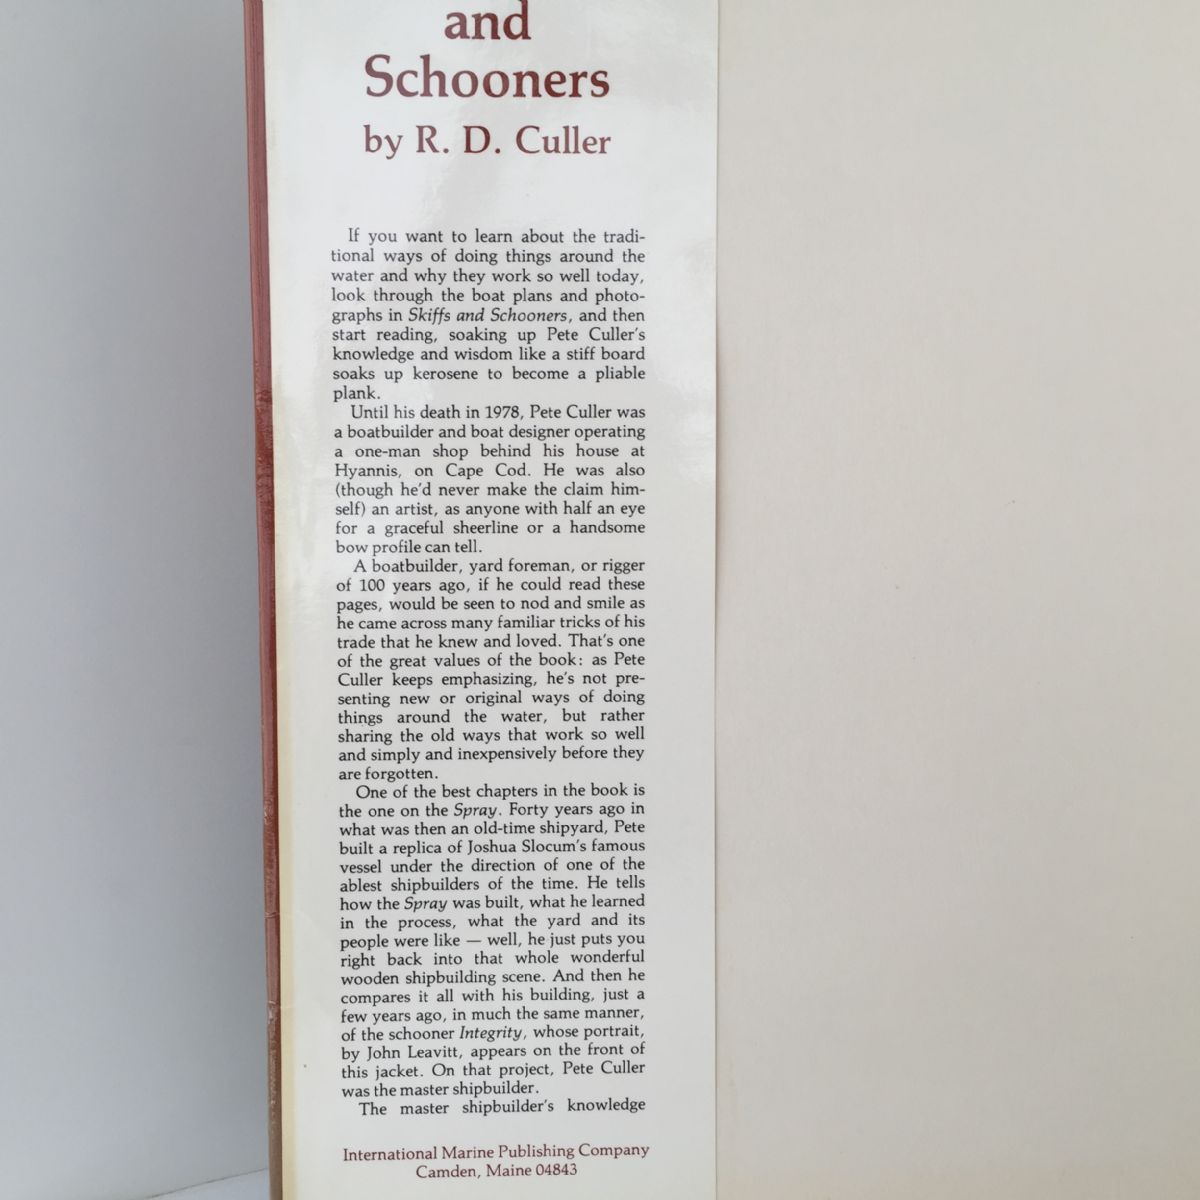 and
Schooners
by R. D. Culler
If you want to learn about the tradi-
tional ways of doing things around the
water and why they work so well today,
look through the boat plans and photo-
graphs in Skiffs and Schooners, and then
start reading, soaking up Pete Culler's
knowledge and wisdom like a stiff board
soaks up kerosene to become a pliable
plank.
Until his death in 1978, Pete Culler was
a boatbuilder and boat designer operating
a one-man shop behind his house at
Hyannis, on Cape Cod. He was also
(though he'd never make the claim him-
self) an artist, as anyone with half an eye
for a graceful sheerline or a handsome
bow profile can tell.
A boatbuilder, yard foreman, or rigger
of 100 years ago, if he could read these
pages, would be seen to nod and smile as
he came across many familiar tricks of his
trade that he knew and loved. That's one
of the great values of the book: as Pete
Culler keeps emphasizing, he's not pre-
senting new or original ways of doing
things around the water, but rather
sharing the old ways that work so well
and simply and inexpensively before they
are forgotten.
One of the best chapters in the book is
the one on the Spray. Forty years ago in
what was then an old-time shipyard, Pete
built a replica of Joshua Slocum's famous
vessel under the direction of one of the
ablest shipbuilders of the time. He tells
how the Spray was built, what he learned
in the process, what the yard and its
people were like — well, he just puts you
right back into that whole wonderful
wooden shipbuilding scene. And then he
compares it all with his building, just a
few years ago, in much the same manner,
of the schooner Integrity, whose portrait,
by John Leavitt, appears on the front of
this jacket. On that project, Pete Culler
was the master shipbuilder.
The master shipbuilder's knowledge
International Marine Publishing Company
Camden, Maine 04843